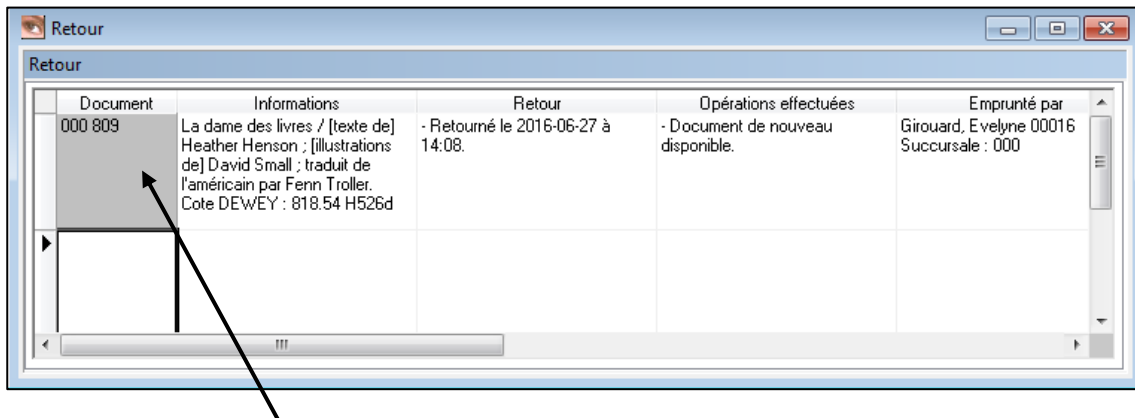 Retour
Retour
Document Informations Retour Opérations effectuées Emprunté par
000 809 La dame des livres / [texte de] - Retourné le 2016-06-27 à - Document de nouveau Girouard, Evelyne 00016
Heather Henson ; [illustrations 14:08. disponible. Succursale : 000
de] David Small ; traduit de
l'américain par Fenn Troller.
Cote DEWEY : 818.54 H526d